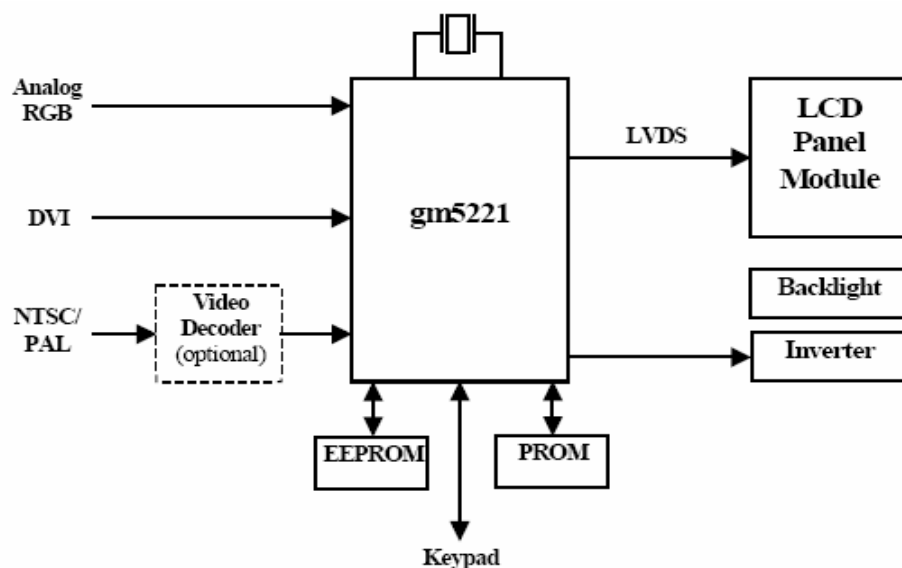 Analog
RGB
DVI
NTSC/
PAL
Video
Decoder
(optional)
gm5221
LVDS
LCD
Panel
Module
Backlight
Inverter
EEPROM
PROM
Keypad